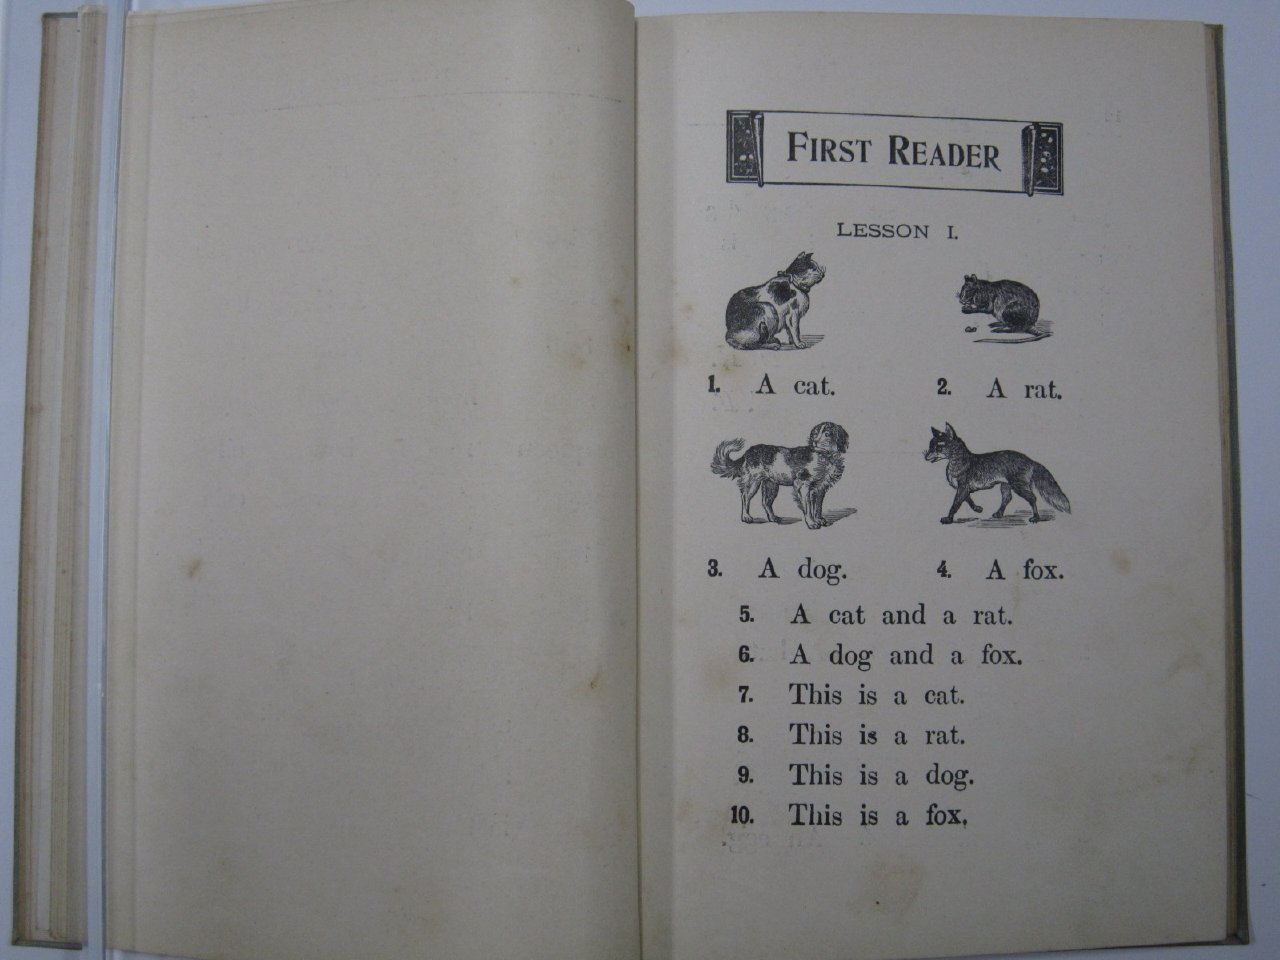 FIRST READER
LESSON I.
1. A cat. 2. A rat.
3. A dog. 4. A fox.
5. A cat and a rat.
6. A dog and a fox.
7. This is a cat.
8. This is a rat.
9. This is a dog.
10. This is a fox.